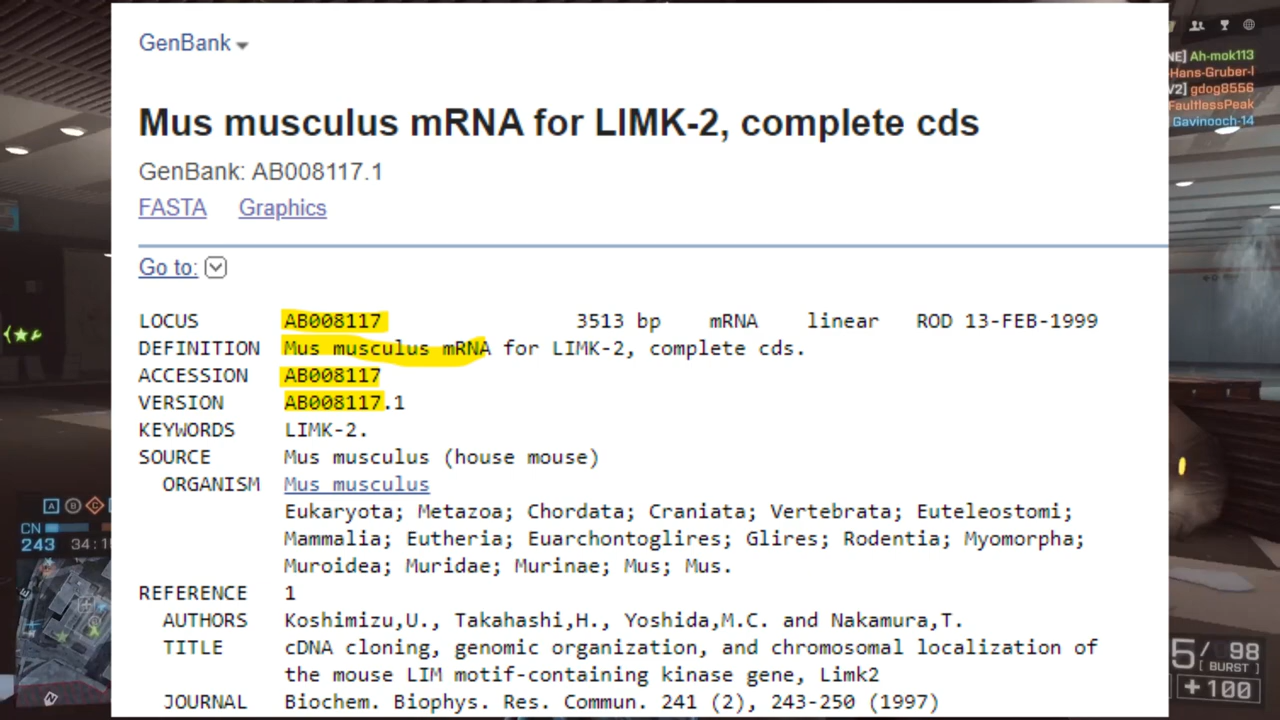 GenBank
Mus musculus mRNA for LIMK-2, complete cds
GenBank: AB008117.1
FASTA Graphics
Go to:
LOCUS AB008117 3513 bp mRNA linear ROD 13-FEB-1999
DEFINITION Mus musculus mRNA for LIMK-2, complete cds.
ACCESSION AB008117
VERSION AB008117.1
KEYWORDS LIMK-2.
SOURCE Mus musculus (house mouse)
ORGANISM Mus musculus
Eukaryota; Metazoa; Chordata; Craniata; Vertebrata; Euteleostomi;
Mammalia; Eutheria; Euarchontoglires; Glires; Rodentia; Myomorpha;
Muroidea; Muridae; Murinae; Mus; Mus.
REFERENCE 1
AUTHORS Koshimizu,U., Takahashi,H., Yoshida,M.C. and Nakamura,T.
TITLE cDNA cloning, genomic organization, and chromosomal localization of
the mouse LIM motif-containing kinase gene, Limk2
JOURNAL Biochem. Biophys. Res. Commun. 241 (2), 243-250 (1997)
NE] Ah-mok113
-Hans-Gruber-I
V2] gdog8556
FaultlessPeak
Gavinooch-14
A B C
CN
243 34:1
N
5/ 98
[ BURST ]
+100